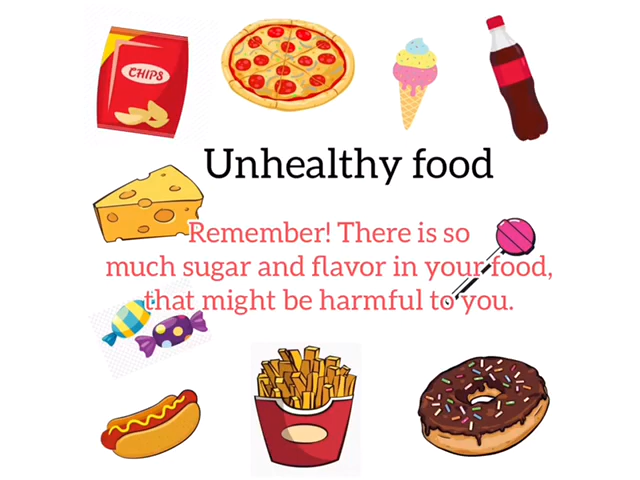 CHIPS
Unhealthy food
Remember! There is so
much sugar and flavor in your food,
that might be harmful to you.